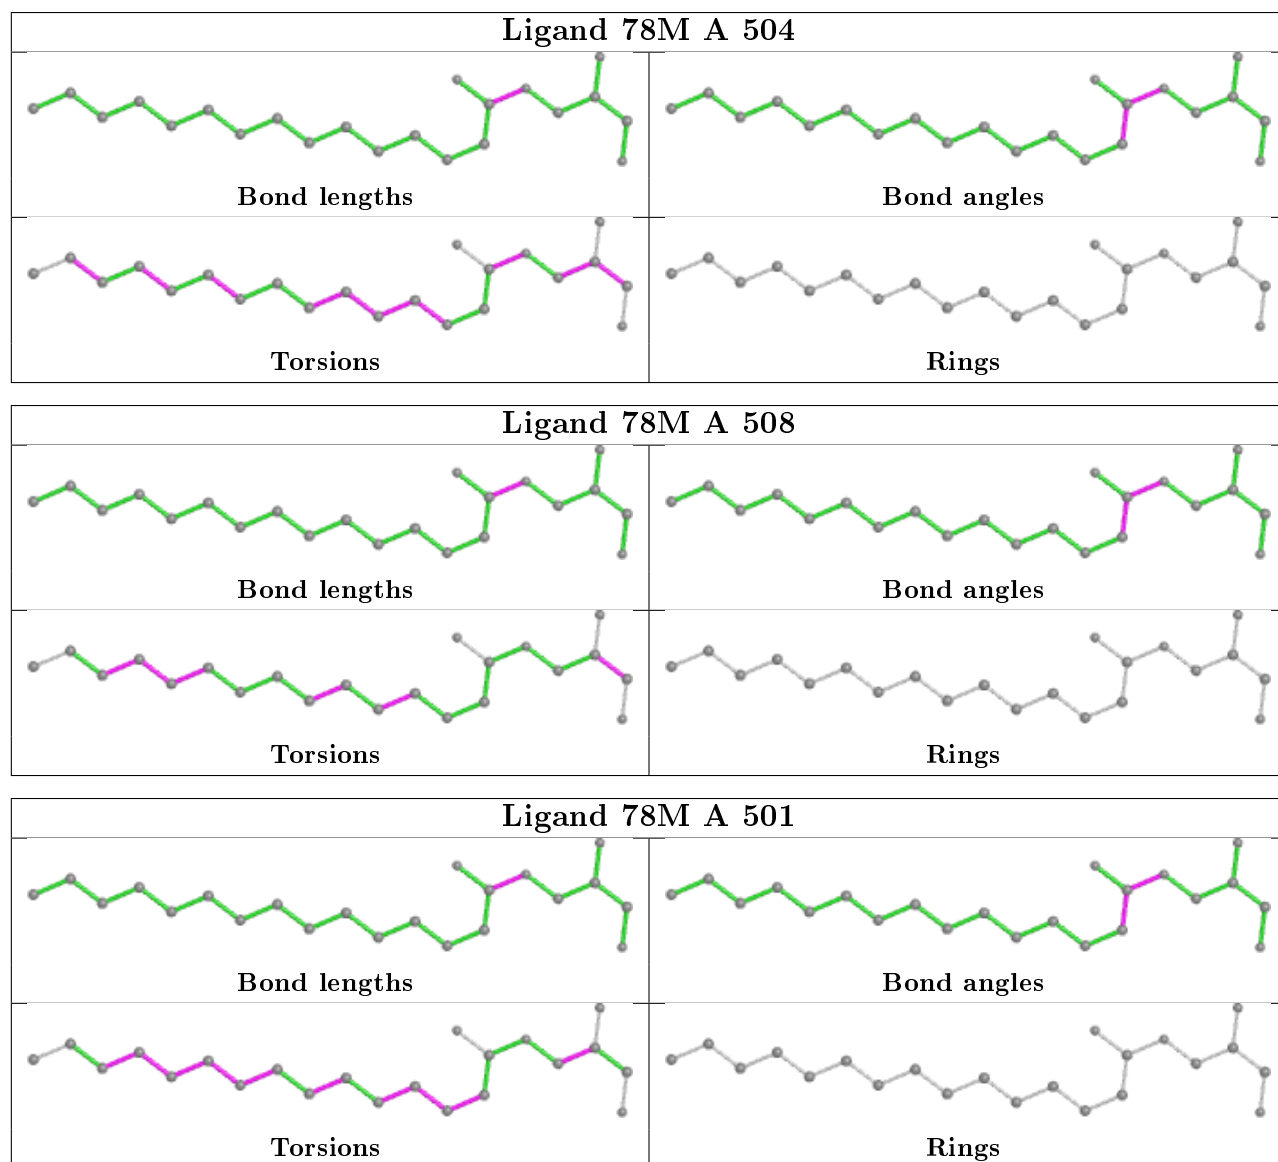 Ligand 78M A 504
Bond lengths
Bond angles
Torsions
Rings
Ligand 78M A 508
Bond lengths
Bond angles
Torsions
Rings
Ligand 78M A 501
Bond lengths
Bond angles
Torsions
Rings